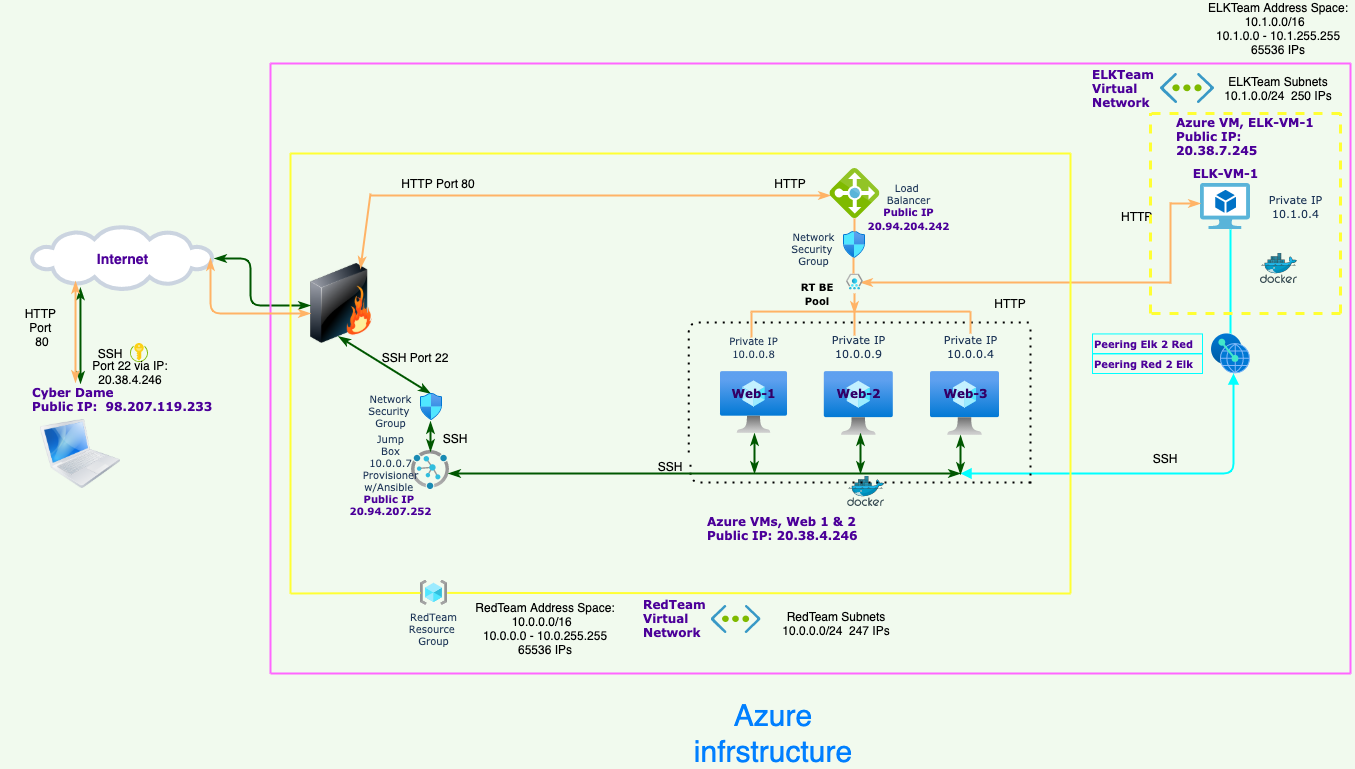 ELKTeam Address Space:
10.1.0.0/16
10.1.0.0 - 10.1.255.255
65536 IPs
ELKTeam
Virtual
Network
ELKTeam Subnets
10.1.0.0/24  250 IPs
Azure VM, ELK-VM-1
Public IP:
20.38.7.245
ELK-VM-1
Private IP
10.1.0.4
HTTP
docker
HTTP Port 80
HTTP
Load
Balancer
Public IP
20.94.204.242
Network
Security
Group
RT BE
Pool
HTTP
Internet
HTTP
Port
80
SSH
Port 22 via IP:
20.38.4.246
Cyber Dame
Public IP:  98.207.119.233
SSH Port 22
Network
Security
Group
SSH
Jump
Box
10.0.0.7
Provisioner
w/Ansible
Public IP
20.94.207.252
Private IP
10.0.0.8
Private IP
10.0.0.9
Private IP
10.0.0.4
Web-1
Web-2
Web-3
Peering Elk 2 Red
Peering Red 2 Elk
SSH
SSH
docker
Azure VMs, Web 1 & 2
Public IP: 20.38.4.246
RedTeam
Resource
Group
RedTeam Address Space:
10.0.0.0/16
10.0.0.0 - 10.0.255.255
65536 IPs
RedTeam
Virtual
Network
RedTeam Subnets
10.0.0.0/24  247 IPs
Azure
infrstructure